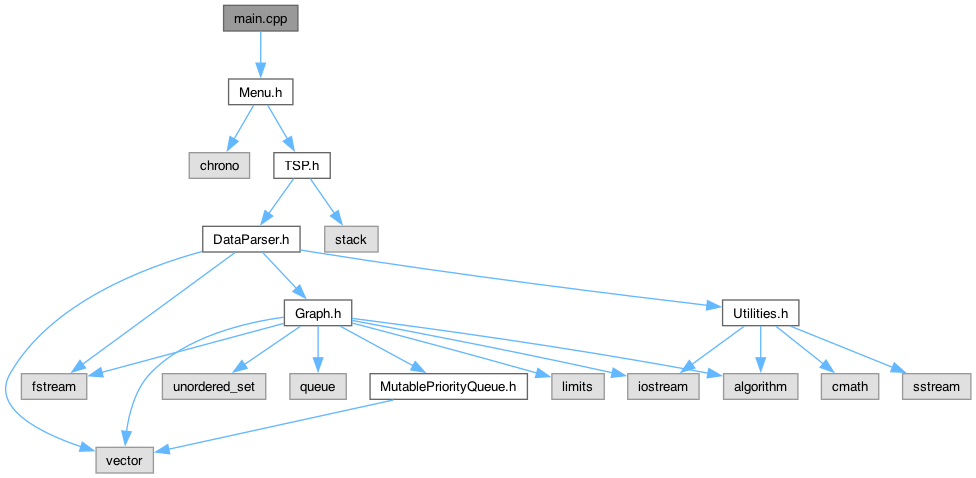 main.cpp
Menu.h
chrono
TSP.h
DataParser.h
stack
Graph.h
Utilities.h
fstream
unordered_set
queue
MutablePriorityQueue.h
limits
iostream
algorithm
cmath
sstream
vector